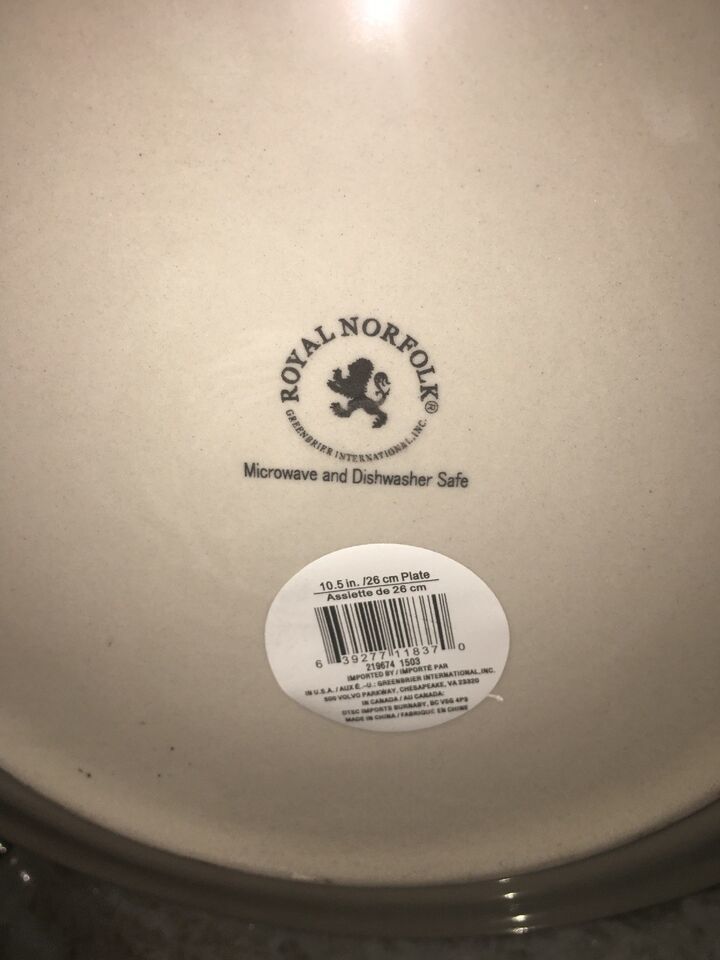 ROYAL NORFOLK®
GREENBRIER INTERNATIONAL, INC.
Microwave and Dishwasher Safe
10.5 in. /26 cm Plate
Assiette de 26 cm
6 39277 11837 0
219674 1503
IMPORTED BY / IMPORTÉ PAR
IN U.S.A. / AUX É.-U.: GREENBRIER INTERNATIONAL, INC.
500 VOLVO PARKWAY, CHESAPEAKE, VA 23320
IN CANADA / AU CANADA:
DTSC IMPORTS BURNABY, BC V5G 4P3
MADE IN CHINA / FABRIQUÉ EN CHINE